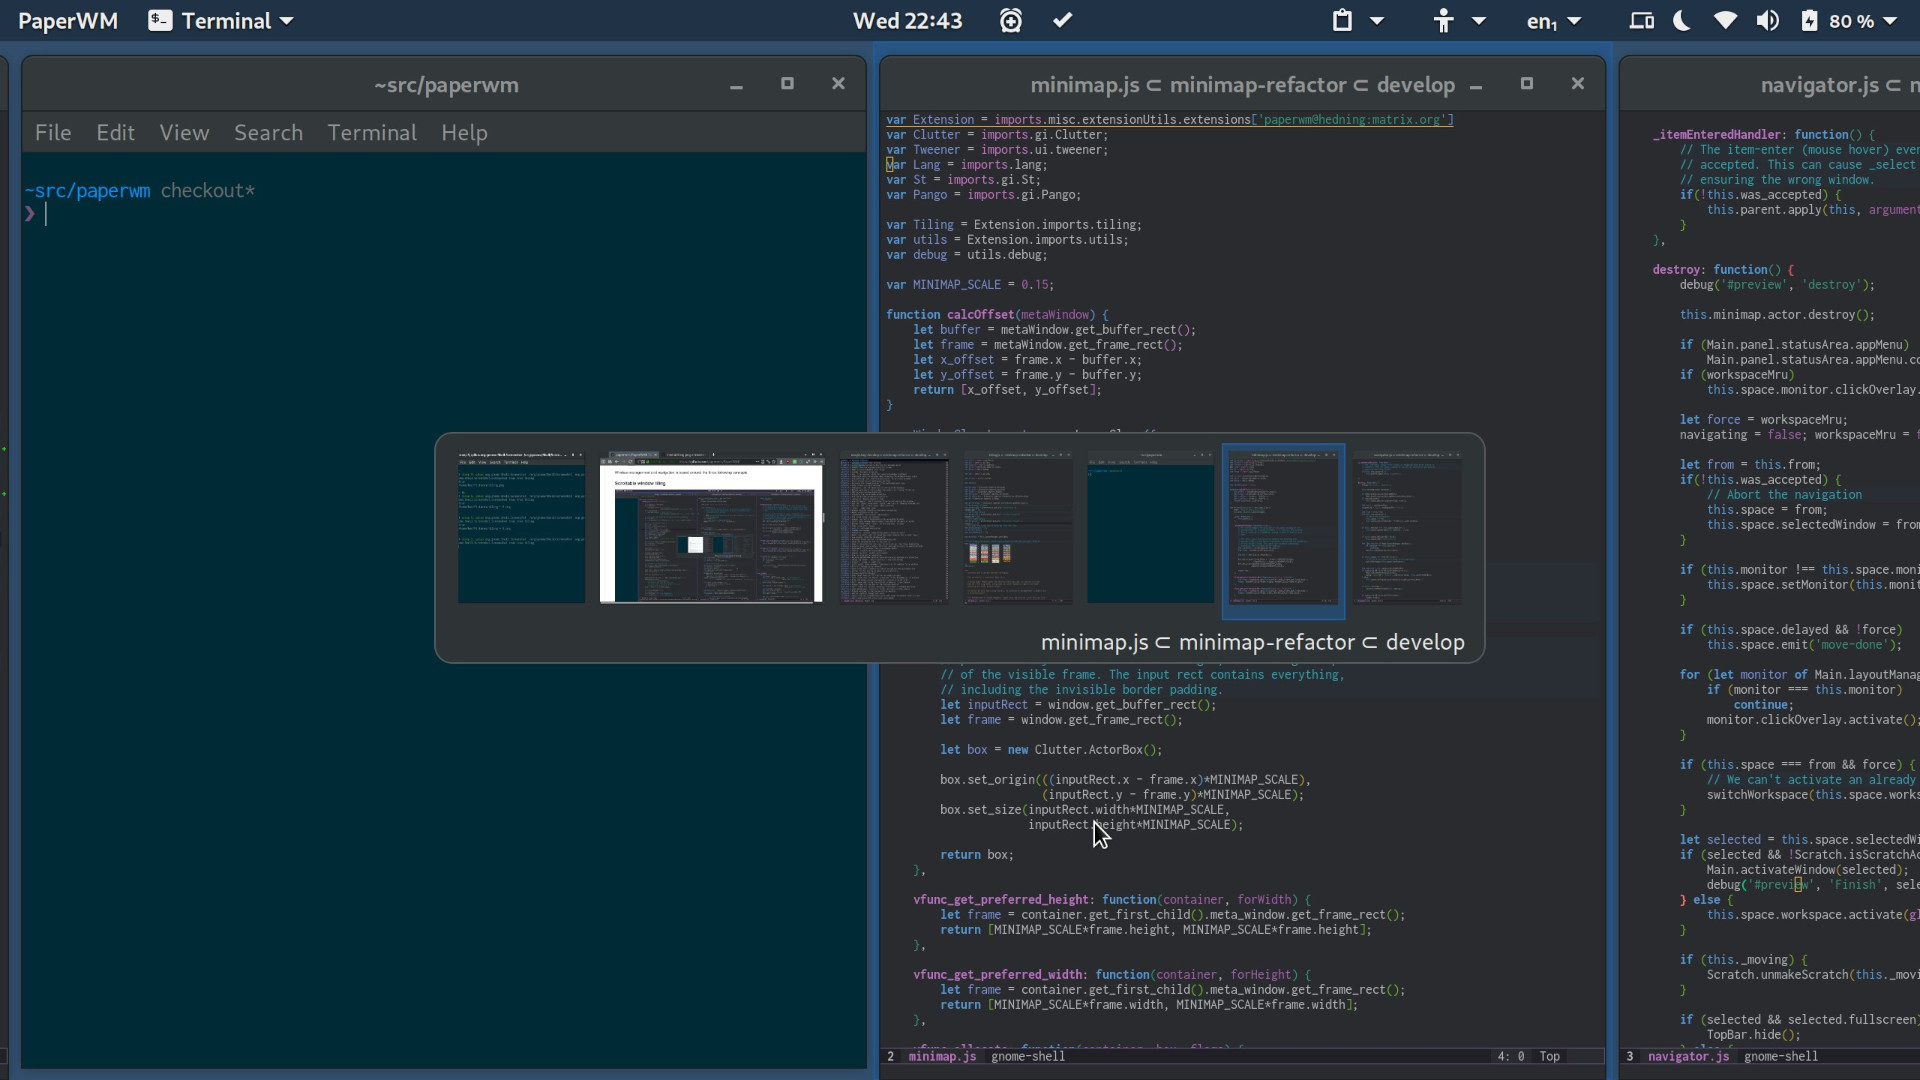 PaperWM Terminal Wed 22:43 en₁ 80 %
~src/paperwm
File Edit View Search Terminal Help
~src/paperwm checkout*
❯
minimap.js ⊂ minimap-refactor ⊂ develop
var Extension = imports.misc.extensionUtils.extensions['paperwm@hedning:matrix.org']
var Clutter = imports.gi.Clutter;
var Tweener = imports.ui.tweener;
var Lang = imports.lang;
var St = imports.gi.St;
var Pango = imports.gi.Pango;
var Tiling = Extension.imports.tiling;
var utils = Extension.imports.utils;
var debug = utils.debug;
var MINIMAP_SCALE = 0.15;
function calcOffset(metaWindow) {
let buffer = metaWindow.get_buffer_rect();
let frame = metaWindow.get_frame_rect();
let x_offset = frame.x - buffer.x;
let y_offset = frame.y - buffer.y;
return [x_offset, y_offset];
}
Scrollable window tiling
minimap.js ⊂ minimap-refactor ⊂ develop
// of the visible frame. The input rect contains everything,
// including the invisible border padding.
let inputRect = window.get_buffer_rect();
let frame = window.get_frame_rect();
let box = new Clutter.ActorBox();
box.set_origin(((inputRect.x - frame.x)*MINIMAP_SCALE),
(inputRect.y - frame.y)*MINIMAP_SCALE);
box.set_size(inputRect.width*MINIMAP_SCALE,
inputRect.height*MINIMAP_SCALE);
return box;
},
vfunc_get_preferred_height: function(container, forWidth) {
let frame = container.get_first_child().meta_window.get_frame_rect();
return [MINIMAP_SCALE*frame.height, MINIMAP_SCALE*frame.height];
},
vfunc_get_preferred_width: function(container, forHeight) {
let frame = container.get_first_child().meta_window.get_frame_rect();
return [MINIMAP_SCALE*frame.width, MINIMAP_SCALE*frame.width];
},
2 minimap.js gnome-shell 4: 0 Top
navigator.js ⊂
_itemEnteredHandler: function() {
// The item-enter (mouse hover) even
// accepted. This can cause _select
// ensuring the wrong window.
if(!this.was_accepted) {
this.parent.apply(this, argument
}
},
destroy: function() {
debug('#preview', 'destroy');
this.minimap.actor.destroy();
if (Main.panel.statusArea.appMenu)
Main.panel.statusArea.appMenu.co
if (workspaceMru)
this.space.monitor.clickOverlay.
let force = workspaceMru;
navigating = false; workspaceMru = f
let from = this.from;
if(!this.was_accepted) {
// Abort the navigation
this.space = from;
this.space.selectedWindow = from
}
if (this.monitor !== this.space.moni
this.space.setMonitor(this.monit
}
if (this.space.delayed && !force)
this.space.emit('move-done');
for (let monitor of Main.layoutManag
if (monitor === this.monitor)
continue;
monitor.clickOverlay.activate();
}
if (this.space === from && force) {
// We can't activate an already
switchWorkspace(this.space.works
}
let selected = this.space.selectedWi
if (selected && !Scratch.isScratchAc
Main.activateWindow(selected);
debug('#preview', 'Finish', sele
} else {
this.space.workspace.activate(gl
}
if (this._moving) {
Scratch.unmakeScratch(this._movi
}
if (selected && selected.fullscreen)
TopBar.hide();
3 navigator.js gnome-shell